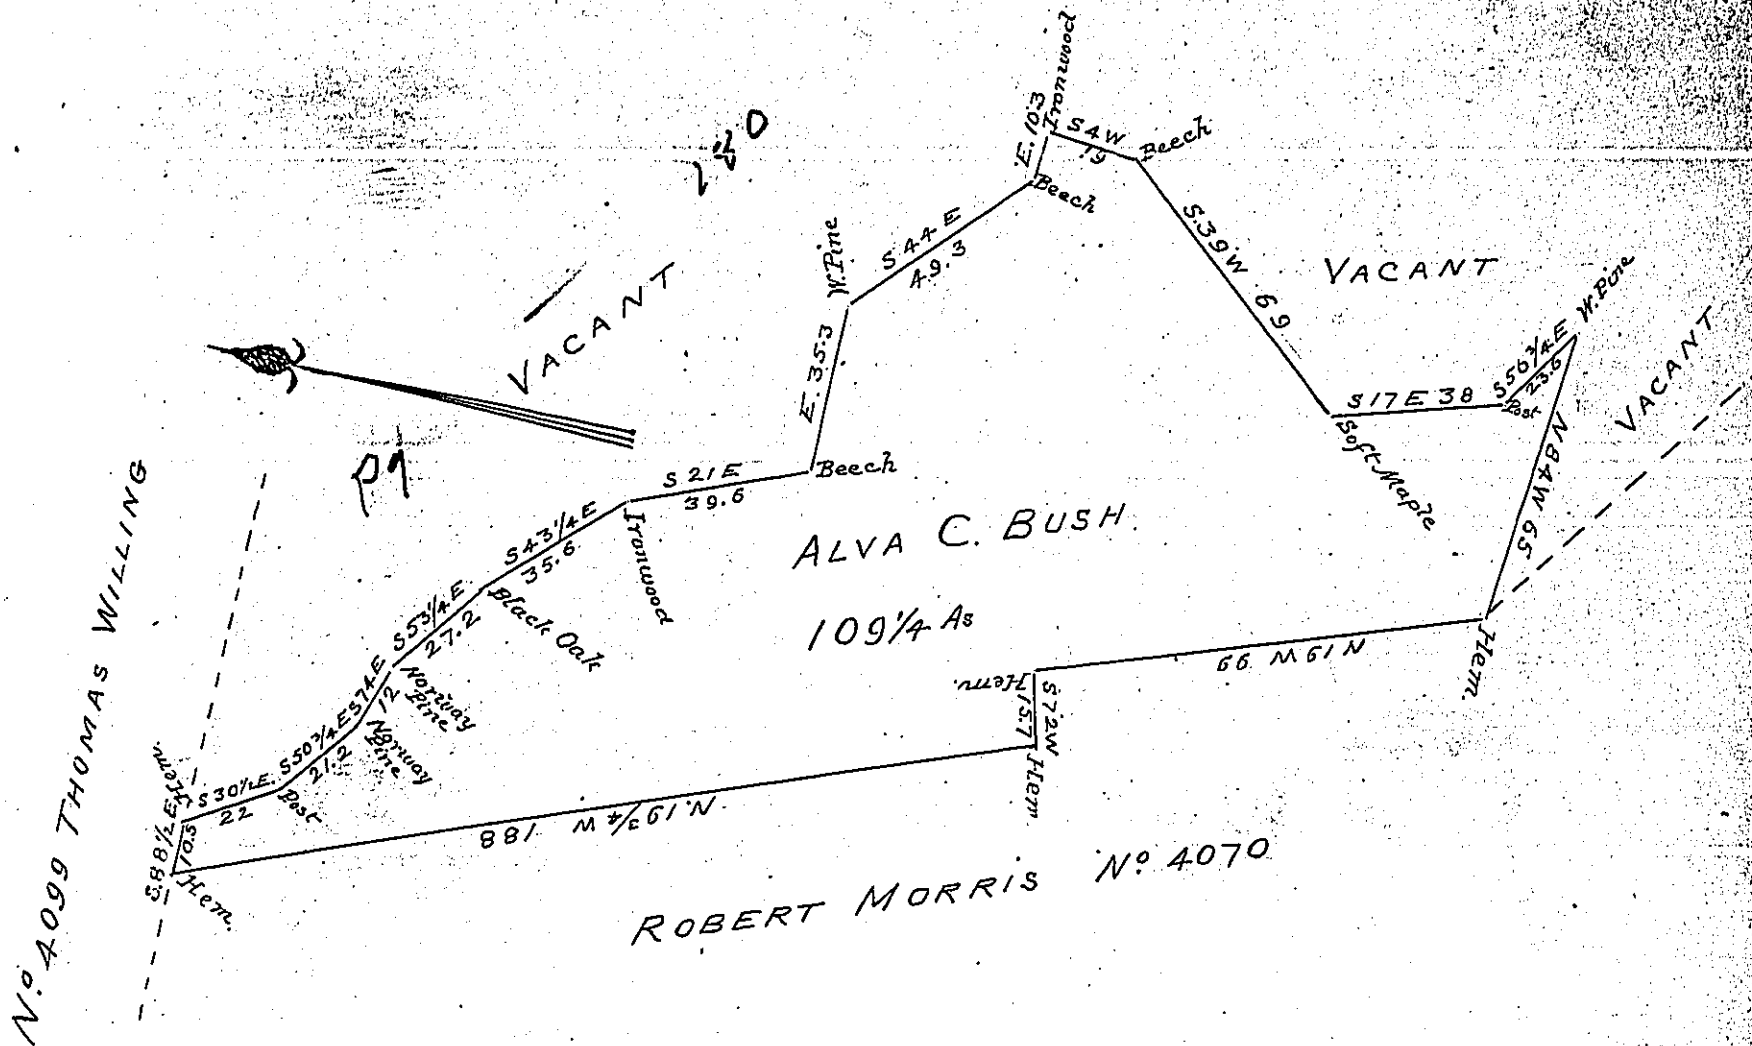 Ironwood
E. 10.3
S 4 W
19
Beech
Beech
S 44 E
49.3
W. Pine
E. 35.3
S. 39 W 69
VACANT
W. Pine
S 56 3/4 E
23.6
Post
S 17 E 38
Soft Maple
VACANT
N 84 W 65
VACANT
Beech
S 21 E
39.6
Ironwood
S 43 1/4 E
35.6
Black Oak
S 53 1/4 E
27.2
Norway
Pine
S 74 E
12
Norway
Pine
S 50 3/4 E
21.2
Post
S 30 1/2 E.
22
Hem.
S. 88 1/2 E
10.5
Hem.
ALVA C. BUSH.
109 1/4 As
N 19 W 99
Hem.
Hem.
S 72 W
15.7
Hem
N. 19 3/4 W 188
ROBERT MORRIS Nº 4070
Nº 4099 THOMAS WILLING